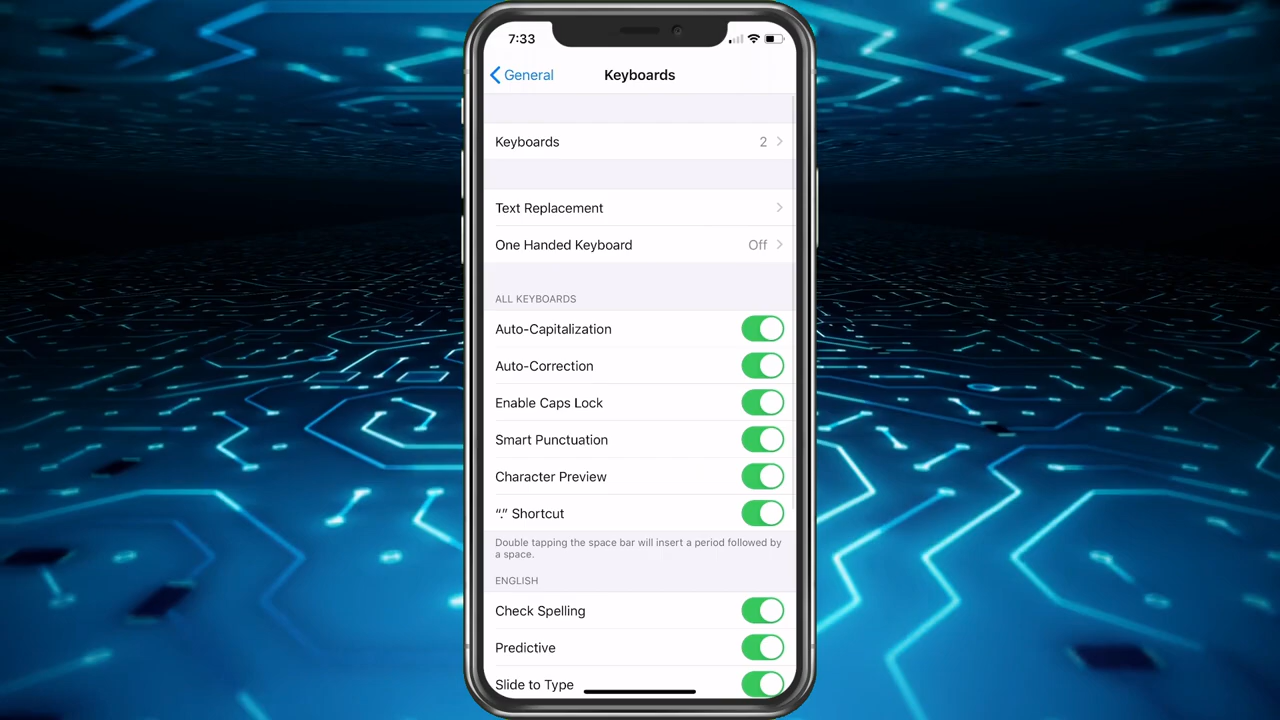 7:33
General
Keyboards
Keyboards 2
Text Replacement
One Handed Keyboard Off
ALL KEYBOARDS
Auto-Capitalization
Auto-Correction
Enable Caps Lock
Smart Punctuation
Character Preview
“.” Shortcut
Double tapping the space bar will insert a period followed by
a space.
ENGLISH
Check Spelling
Predictive
Slide to Type